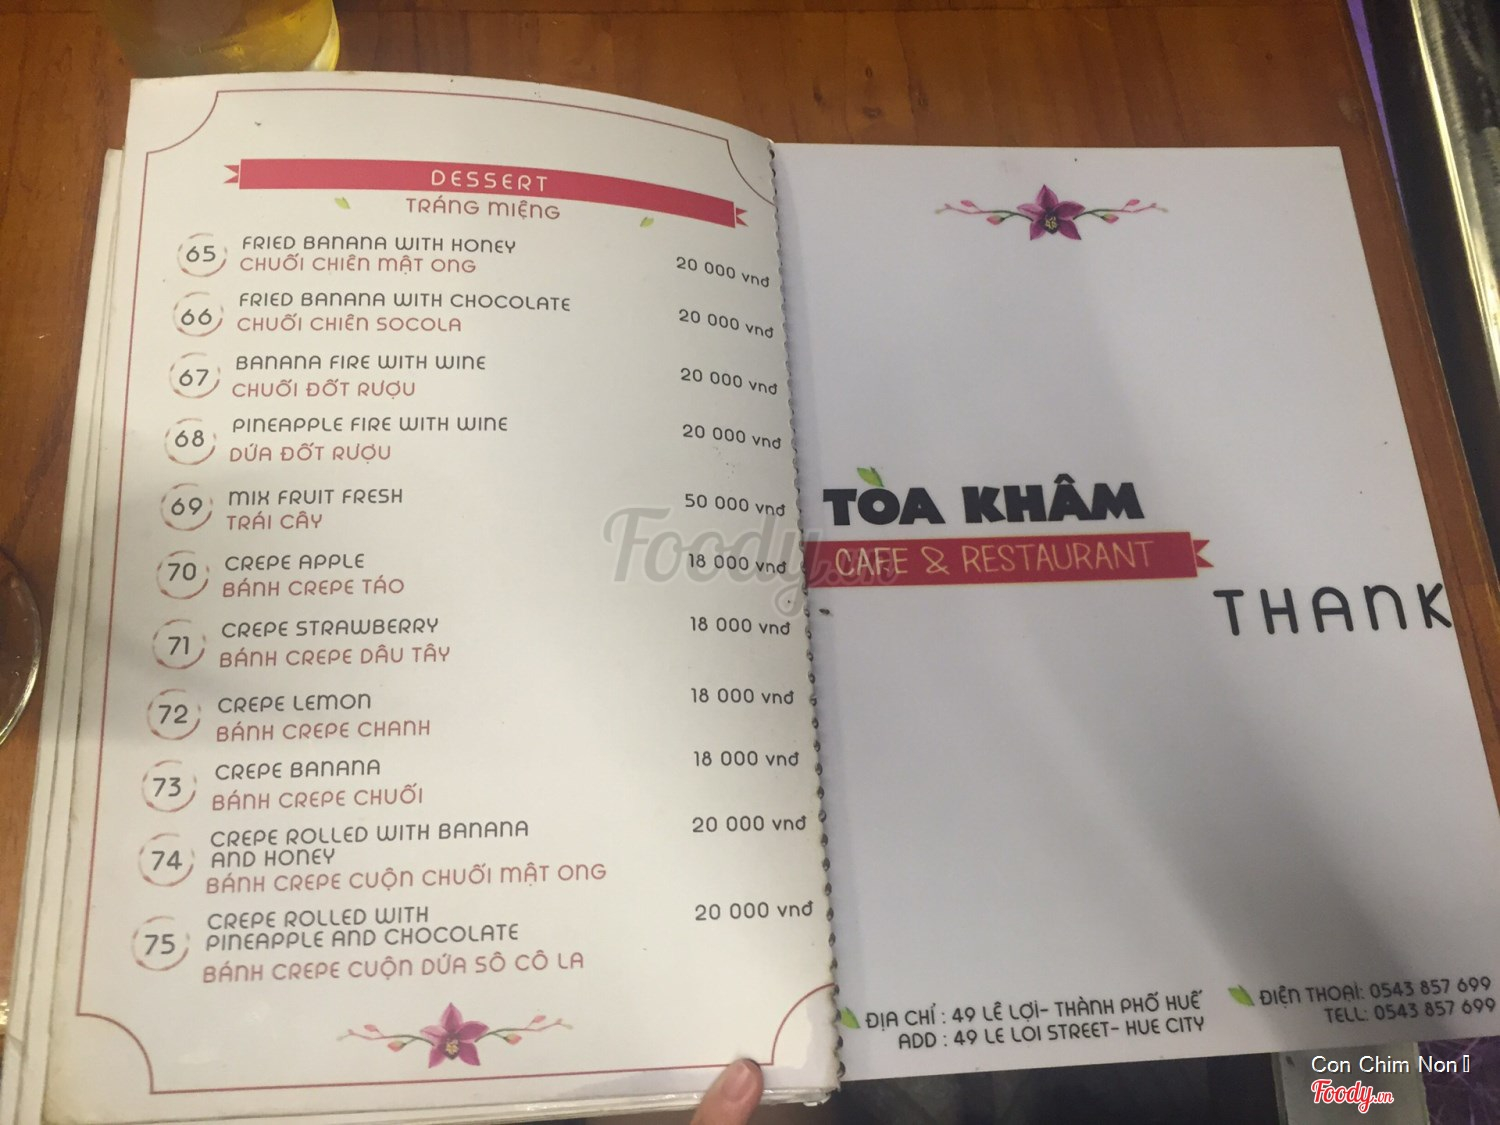 DESSERT
TRÁNG MIỆNG
65
FRIED BANANA WITH HONEY
CHUỐI CHIÊN MẬT ONG
20 000 vnđ
66
FRIED BANANA WITH CHOCOLATE
CHUỐI CHIÊN SOCOLA
20 000 vnđ
67
BANANA FIRE WITH WINE
CHUỐI ĐỐT RƯỢU
20 000 vnđ
68
PINEAPPLE FIRE WITH WINE
DỨA ĐỐT RƯỢU
20 000 vnđ
69
MIX FRUIT FRESH
TRÁI CÂY
50 000 vnđ
70
CREPE APPLE
BÁNH CREPE TÁO
18 000 vnđ
71
CREPE STRAWBERRY
BÁNH CREPE DÂU TÂY
18 000 vnđ
72
CREPE LEMON
BÁNH CREPE CHANH
18 000 vnđ
73
CREPE BANANA
BÁNH CREPE CHUỐI
18 000 vnđ
74
CREPE ROLLED WITH BANANA
AND HONEY
BÁNH CREPE CUỘN CHUỐI MẬT ONG
20 000 vnđ
75
CREPE ROLLED WITH
PINEAPPLE AND CHOCOLATE
BÁNH CREPE CUỘN DỨA SÔ CÔ LA
20 000 vnđ
TÒA KHÂM
CAFE & RESTAURANT
THANK
ĐỊA CHỈ : 49 LÊ LỢI- THÀNH PHỐ HUẾ
ADD : 49 LE LOI STREET- HUE CITY
ĐIỆN THOẠI: 0543 857 699
TELL: 0543 857 699
Foody.vn
Con Chim Non
Foody.vn